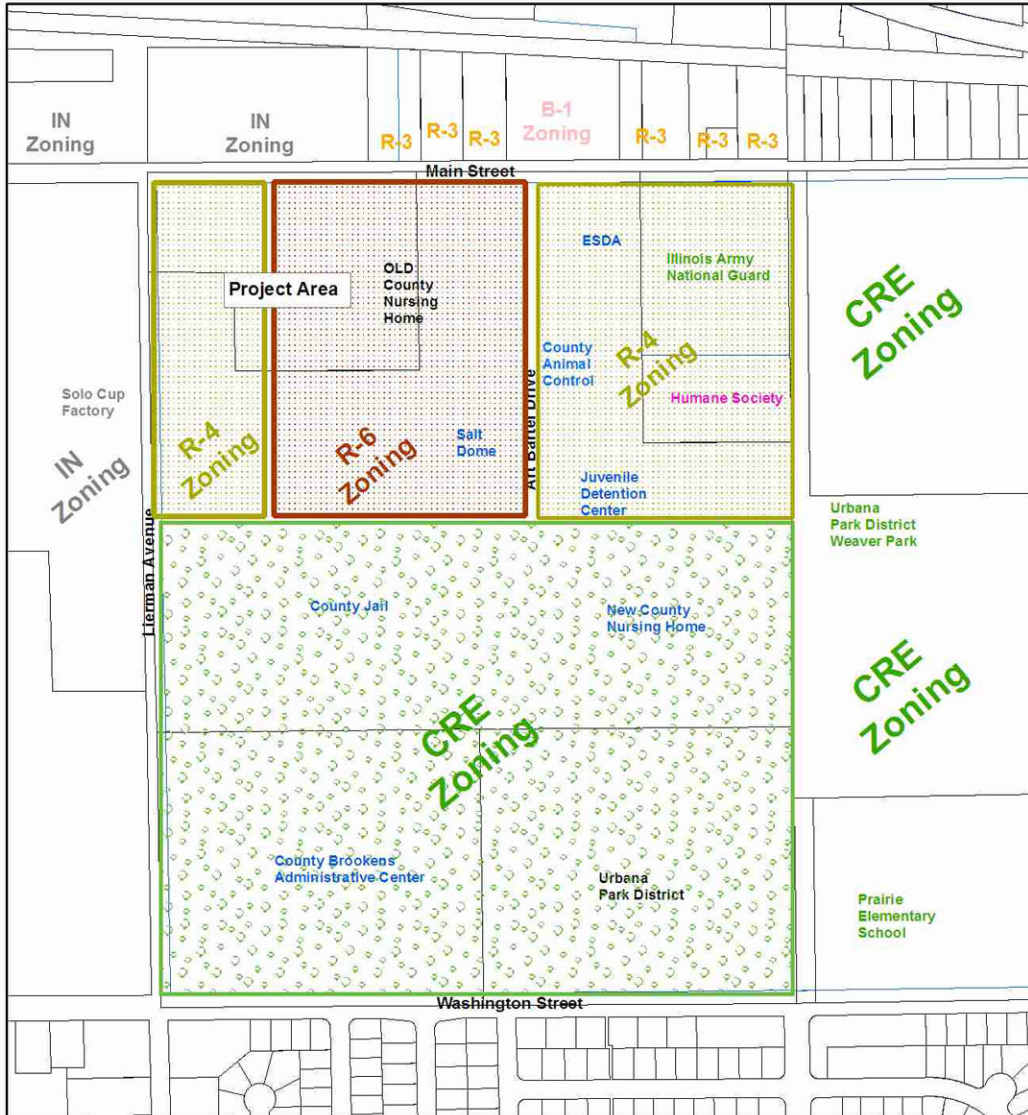 IN
Zoning
IN
Zoning
R-3
R-3
R-3
B-1
Zoning
R-3
R-3
R-3
Main Street
Project Area
OLD
County
Nursing
Home
ESDA
Illinois Army
National Guard
County
Animal
Control
R-4
Zoning
Humane Society
CRE
Zoning
Solo Cup
Factory
IN
Zoning
R-4
Zoning
R-6
Zoning
Salt
Dome
Art Bartel Drive
Juvenile
Detention
Center
Urbana
Park District
Weaver Park
Lierman Avenue
County Jail
New County
Nursing Home
CRE
Zoning
CRE
Zoning
County Brookens
Administrative Center
Urbana
Park District
Prairie
Elementary
School
Washington Street